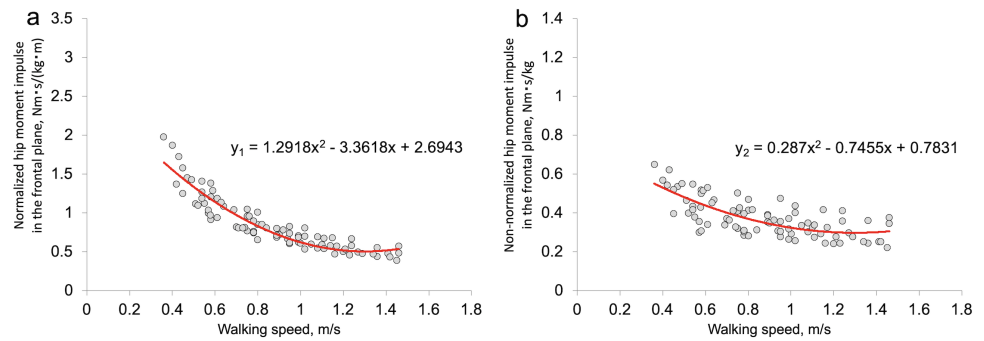 a
Normalized hip moment impulse
in the frontal plane, Nm・s/(kg・m)
3.5
3
2.5
2
1.5
1
0.5
0
y₁ = 1.2918x² - 3.3618x + 2.6943
0 0.2 0.4 0.6 0.8 1 1.2 1.4 1.6 1.8
Walking speed, m/s
b
Non-normalized hip moment impulse
in the frontal plane, Nm・s/kg
1.4
1.2
1
0.8
0.6
0.4
0.2
0
y₂ = 0.287x² - 0.7455x + 0.7831
0 0.2 0.4 0.6 0.8 1 1.2 1.4 1.6 1.8
Walking speed, m/s